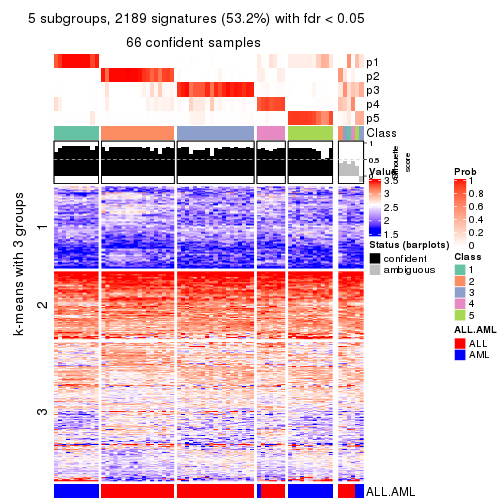 5 subgroups, 2189 signatures (53.2%) with fdr < 0.05
66 confident samples
p1
p2
p3
p4
p5
Class
1
0.5
0
silhouette
score
k-means with 3 groups
1
2
3
Value
3.5
3
2.5
2
1.5
Status (barplots)
confident
ambiguous
Prob
1
0.8
0.6
0.4
0.2
0
Class
1
2
3
4
5
ALL.AML
ALL
AML
ALL.AML